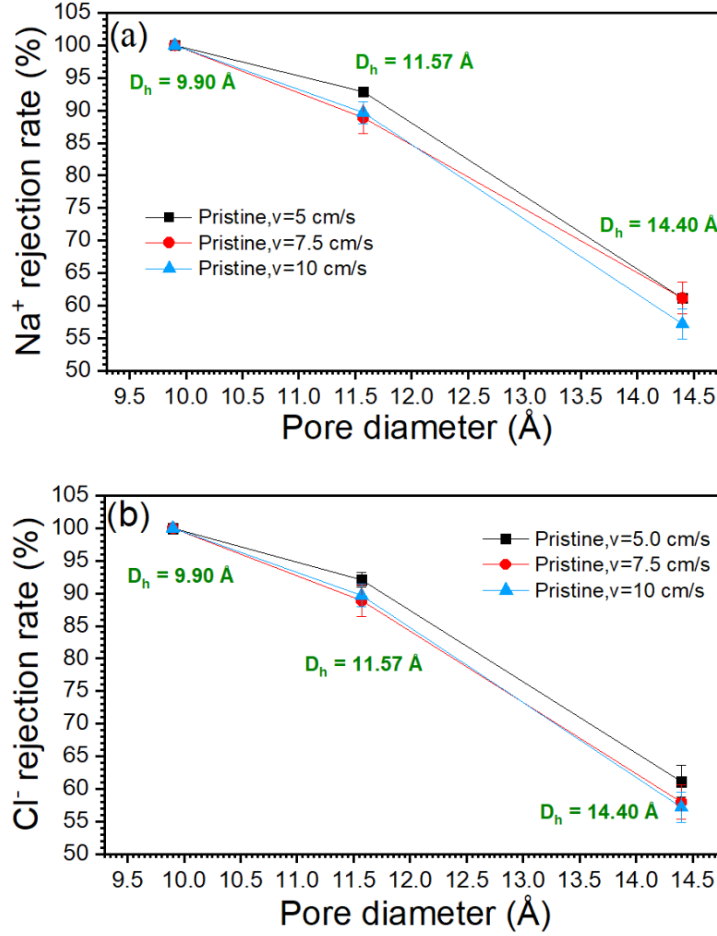 (a)
105
100
95
90
85
80
75
70
65
60
55
50
Na⁺ rejection rate (%)
D_h = 9.90 Å
D_h = 11.57 Å
D_h = 14.40 Å
Pristine,v=5 cm/s
Pristine,v=7.5 cm/s
Pristine,v=10 cm/s
9.5 10.0 10.5 11.0 11.5 12.0 12.5 13.0 13.5 14.0 14.5
Pore diameter (Å)
(b)
105
100
95
90
85
80
75
70
65
60
55
50
Cl⁻ rejection rate (%)
Pristine,v=5.0 cm/s
Pristine,v=7.5 cm/s
Pristine,v=10 cm/s
D_h = 9.90 Å
D_h = 11.57 Å
D_h = 14.40 Å
9.5 10.0 10.5 11.0 11.5 12.0 12.5 13.0 13.5 14.0 14.5
Pore diameter (Å)